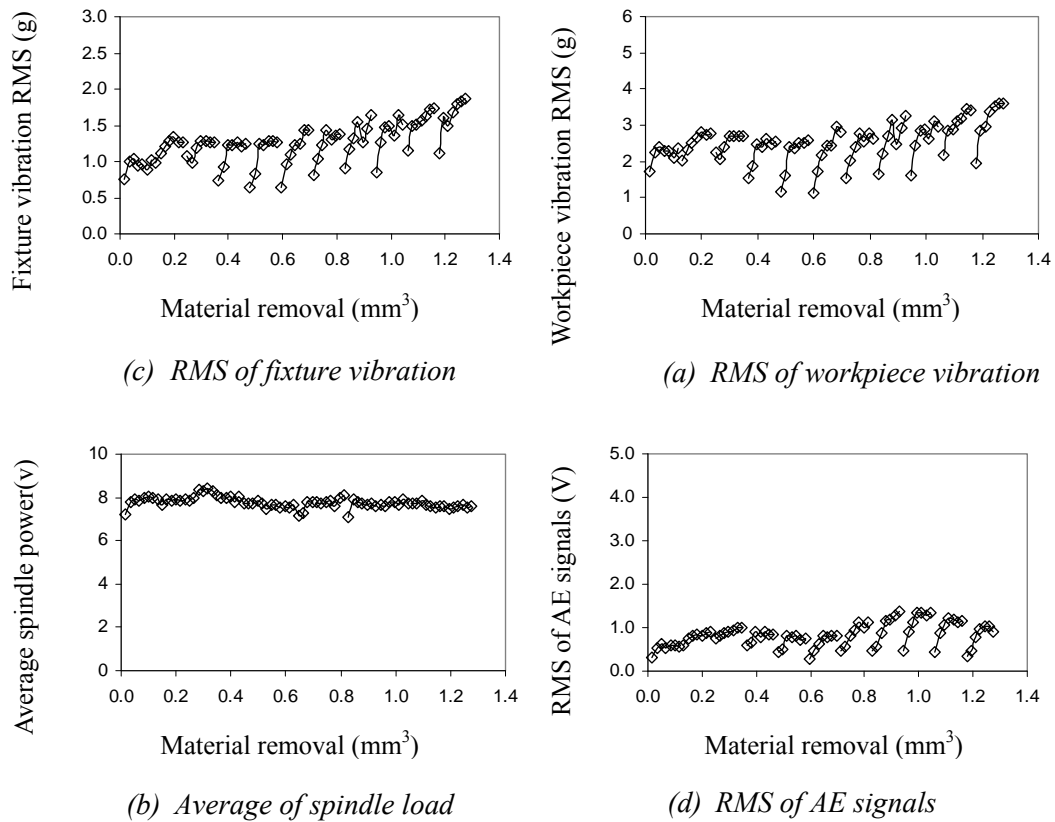 Fixture vibration RMS (g)
3.0
2.5
2.0
1.5
1.0
0.5
0.0
0.0 0.2 0.4 0.6 0.8 1.0 1.2 1.4
Material removal (mm³)
(c) RMS of fixture vibration
Workpiece vibration RMS (g)
6
5
4
3
2
1
0
0.0 0.2 0.4 0.6 0.8 1.0 1.2 1.4
Material removal (mm³)
(a) RMS of workpiece vibration
Average spindle power(v)
10
8
6
4
2
0
0.0 0.2 0.4 0.6 0.8 1.0 1.2 1.4
Material removal (mm³)
(b) Average of spindle load
RMS of AE signals (V)
5.0
4.0
3.0
2.0
1.0
0.0
0.0 0.2 0.4 0.6 0.8 1.0 1.2 1.4
Material removal (mm³)
(d) RMS of AE signals